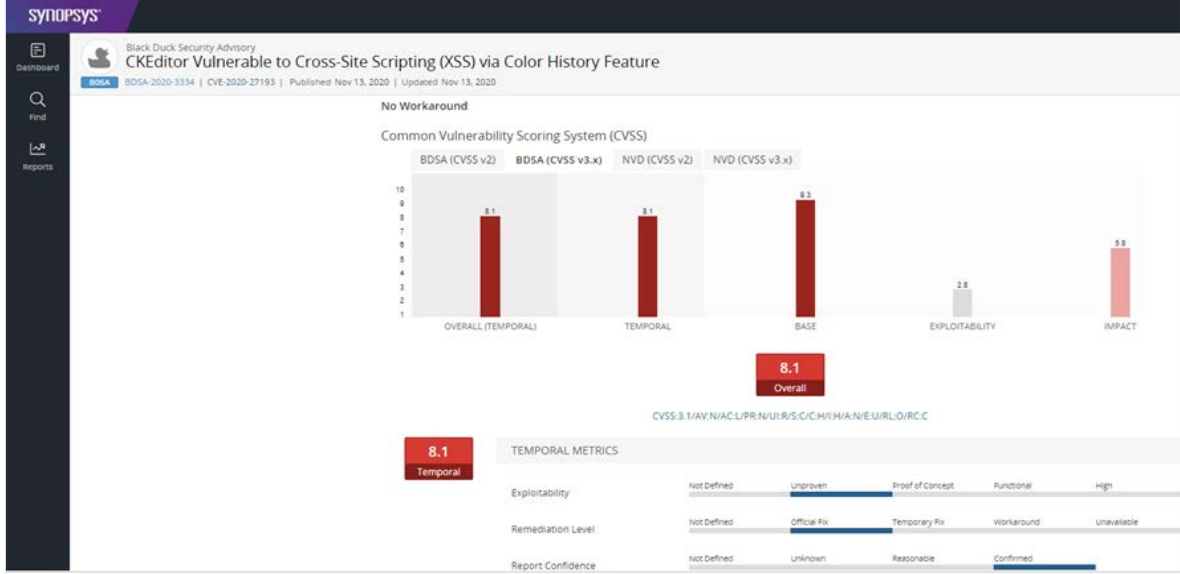 SYNOPSYS
Dashboard
Find
Reports
Black Duck Security Advisory
CKEditor Vulnerable to Cross-Site Scripting (XSS) via Color History Feature
BDSA BDSA-2020-3334 | CVE-2020-27193 | Published Nov 13, 2020 | Updated Nov 13, 2020
No Workaround
Common Vulnerability Scoring System (CVSS)
BDSA (CVSS v2) BDSA (CVSS v3.x) NVD (CVSS v2) NVD (CVSS v3.x)
10
9
8
7
6
5
4
3
2
1
8.1 8.1 9.3 2.8 5.8
OVERALL (TEMPORAL) TEMPORAL BASE EXPLOITABILITY IMPACT
8.1
Overall
CVSS:3.1/AV:N/AC:L/PR:N/UI:R/S:C/C:H/I:H/A:N/E:U/RL:O/RC:C
8.1
Temporal
TEMPORAL METRICS
Exploitability Not Defined Unproven Proof of Concept Functional High
Remediation Level Not Defined Official Fix Temporary Fix Workaround Unavailable
Report Confidence Not Defined Unknown Reasonable Confirmed